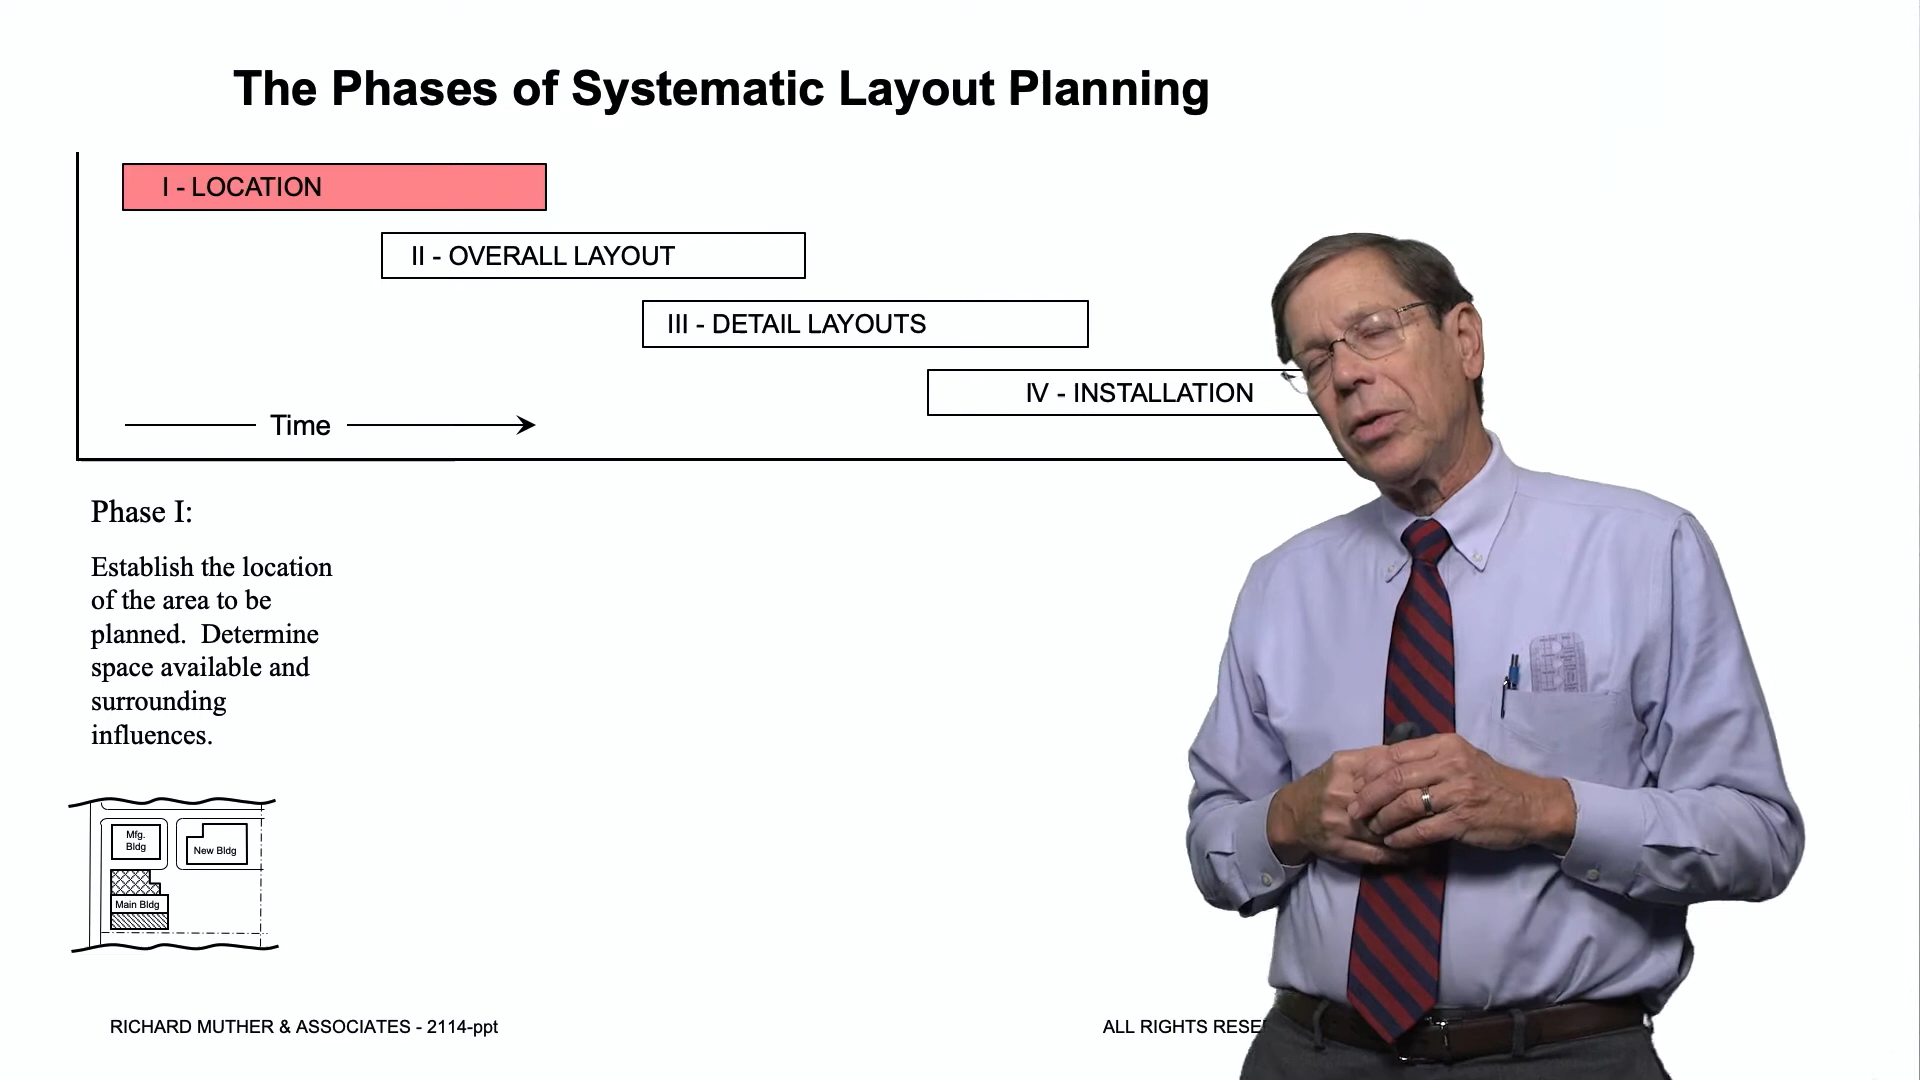 The Phases of Systematic Layout Planning
I - LOCATION
II - OVERALL LAYOUT
III - DETAIL LAYOUTS
IV - INSTALLATION
Time
Phase I:
Establish the location
of the area to be
planned.  Determine
space available and
surrounding
influences.
Mfg.
Bldg
New Bldg
Main Bldg
RICHARD MUTHER & ASSOCIATES - 2114-ppt
ALL RIGHTS RESE